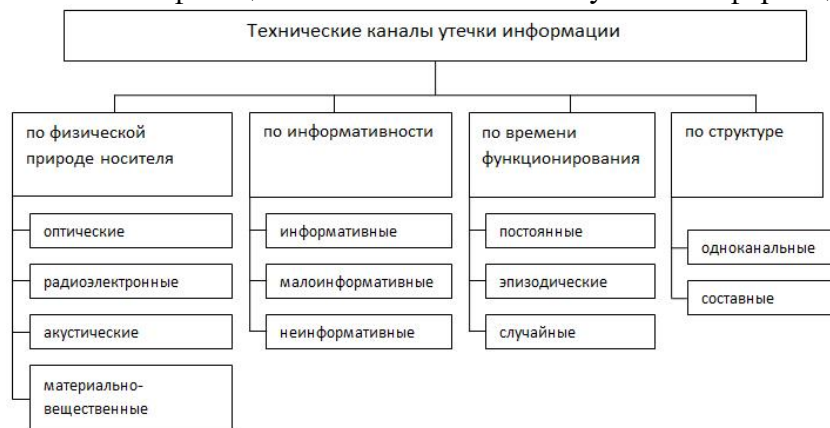 Технические каналы утечки информации
по физической
природе носителя
оптические
радиоэлектронные
акустические
материально-
вещественные
по информативности
информативные
малоинформативные
неинформативные
по времени
функционирования
постоянные
эпизодические
случайные
по структуре
одноканальные
составные